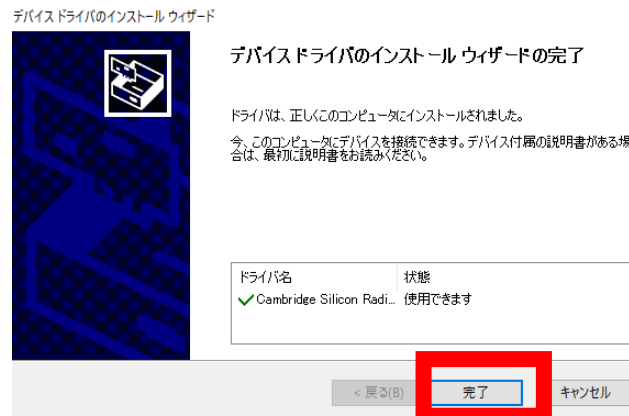 デバイス ドライバのインストール ウィザード
デバイス ドライバのインストール ウィザードの完了
ドライバは、正しくこのコンピュータにインストールされました。
今、このコンピュータにデバイスを接続できます。デバイス付属の説明書がある場
合は、最初に説明書をお読みください。
ドライバ名 状態
Cambridge Silicon Radi... 使用できます
< 戻る(B) 完了 キャンセル